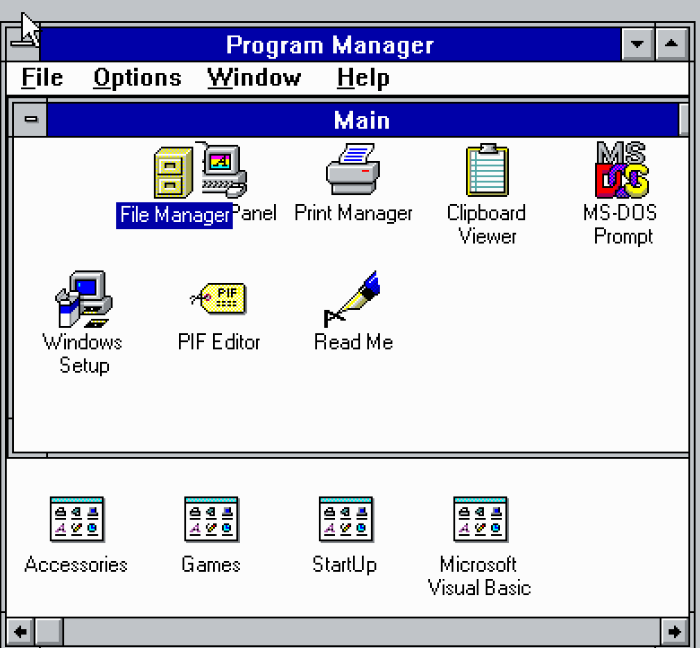 Program Manager
File Options Window Help
Main
File Manager Panel Print Manager Clipboard Viewer MS-DOS Prompt
MS
DOS
Windows Setup PIF Editor Read Me
PIF
Accessories Games StartUp Microsoft Visual Basic